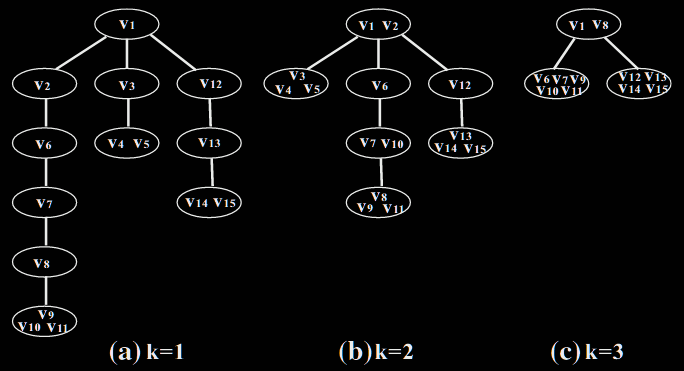 V1
V1 V2
V1 V8
V2
V3
V12
V3
V4 V5
V6
V12
V6 V7 V9
V10 V11
V12 V13
V14 V15
V6
V4 V5
V13
V7 V10
V13
V14 V15
V7
V14 V15
V8
V9 V11
V8
V9
V10 V11
(a) k=1
(b) k=2
(c) k=3